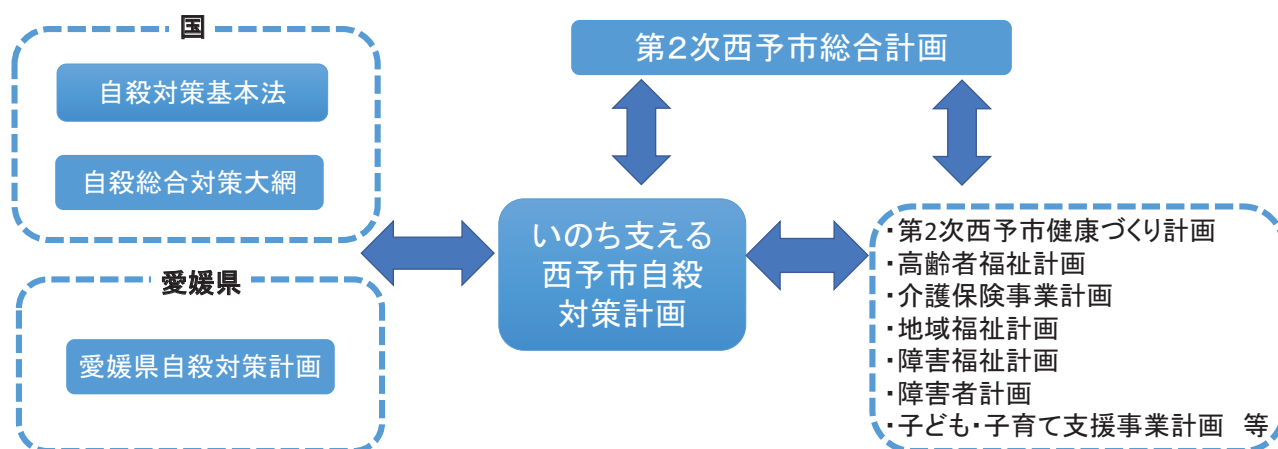 国
自殺対策基本法
自殺総合対策大網
愛媛県
愛媛県自殺対策計画
第2次西予市総合計画
いのち支える
西予市自殺
対策計画
・第2次西予市健康づくり計画
・高齢者福祉計画
・介護保険事業計画
・地域福祉計画
・障害福祉計画
・障害者計画
・子ども・子育て支援事業計画 等